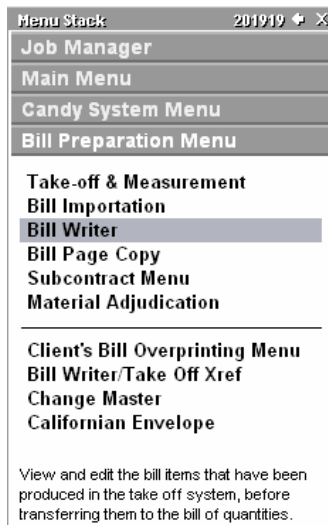 Menu Stack 201919
Job Manager
Main Menu
Candy System Menu
Bill Preparation Menu
Take-off & Measurement
Bill Importation
Bill Writer
Bill Page Copy
Subcontract Menu
Material Adjudication
Client's Bill Overprinting Menu
Bill Writer/Take Off Xref
Change Master
Californian Envelope
View and edit the bill items that have been
produced in the take off system, before
transferring them to the bill of quantities.